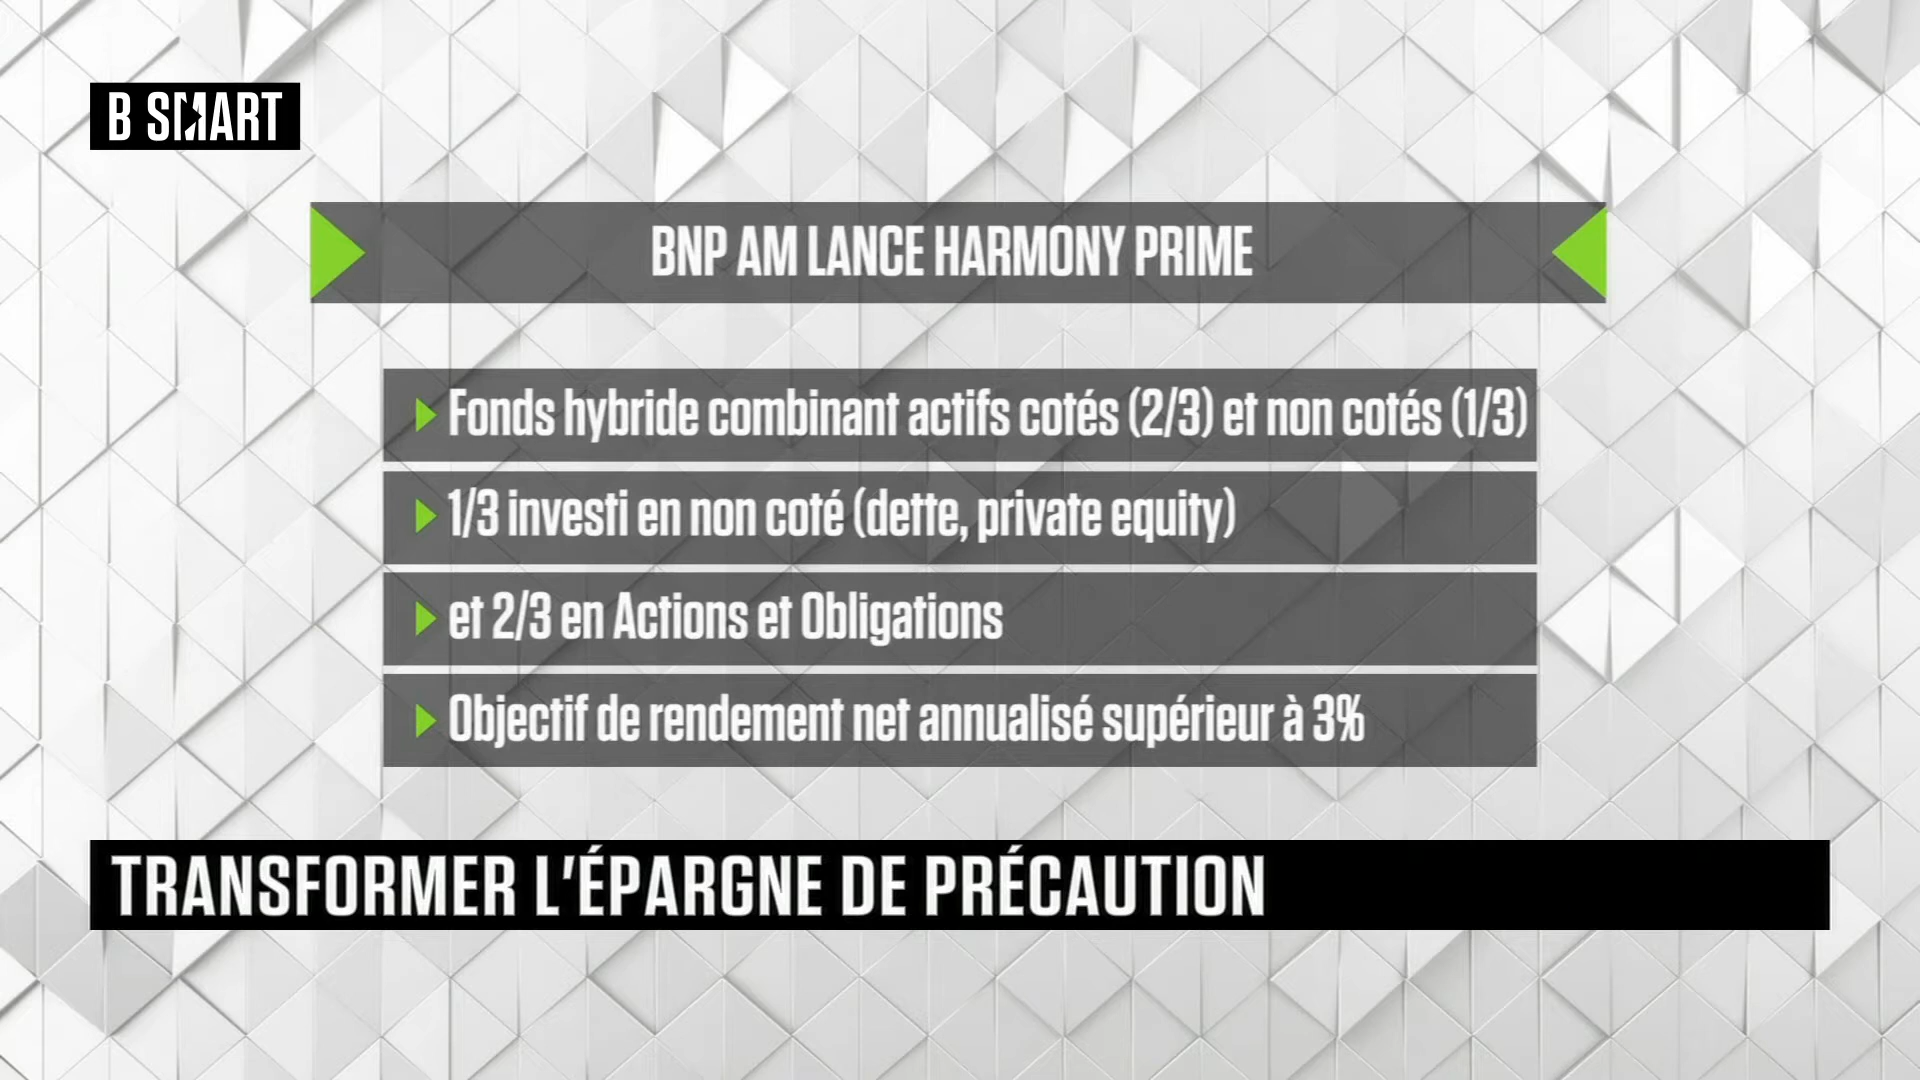 B SMART
BNP AM LANCE HARMONY PRIME
Fonds hybride combinant actifs cotés (2/3) et non cotés (1/3)
1/3 investi en non coté (dette, private equity)
et 2/3 en Actions et Obligations
Objectif de rendement net annualisé supérieur à 3%
TRANSFORMER L'ÉPARGNE DE PRÉCAUTION